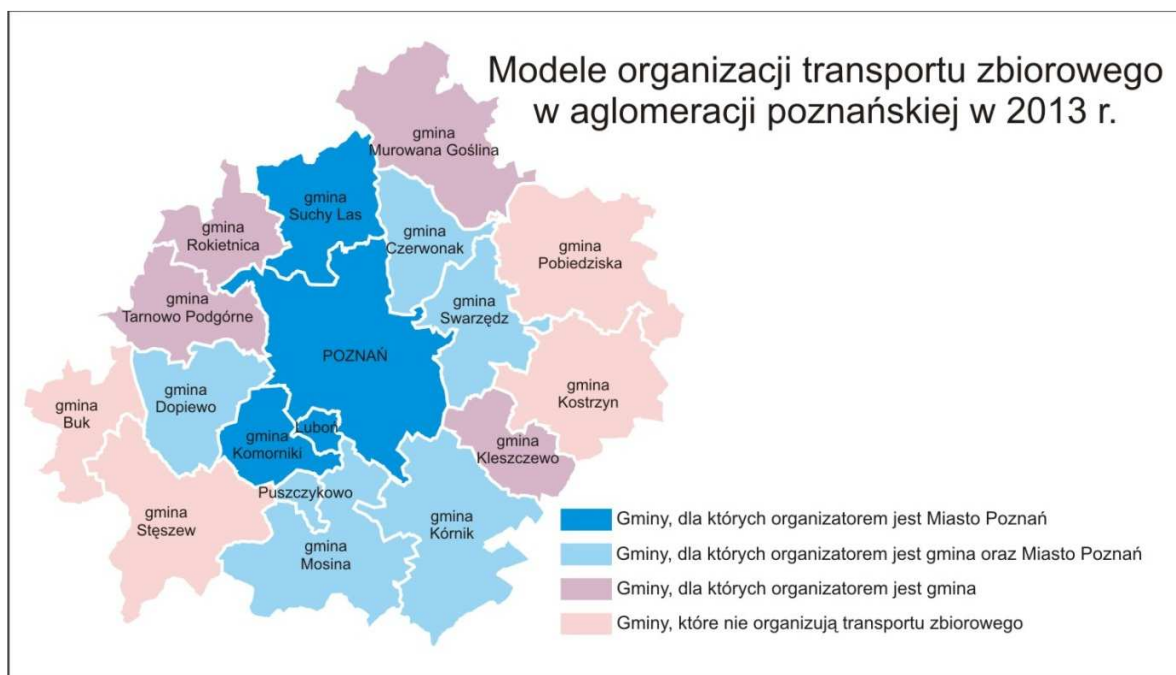 Modele organizacji transportu zbiorowego
w aglomeracji poznańskiej w 2013 r.
gmina
Murowana Goślina
gmina
Suchy Las
gmina
Rokietnica
gmina
Czerwonak
gmina
Pobiedziska
gmina
Tarnowo Podgórne
gmina
Swarzędz
POZNAŃ
gmina
Dopiewo
gmina
Kostrzyn
gmina
Buk
Luboń
gmina
Komorniki
gmina
Kleszczewo
Puszczykowo
gmina
Stęszew
gmina
Kórnik
gmina
Mosina
Gminy, dla których organizatorem jest Miasto Poznań
Gminy, dla których organizatorem jest gmina oraz Miasto Poznań
Gminy, dla których organizatorem jest gmina
Gminy, które nie organizują transportu zbiorowego